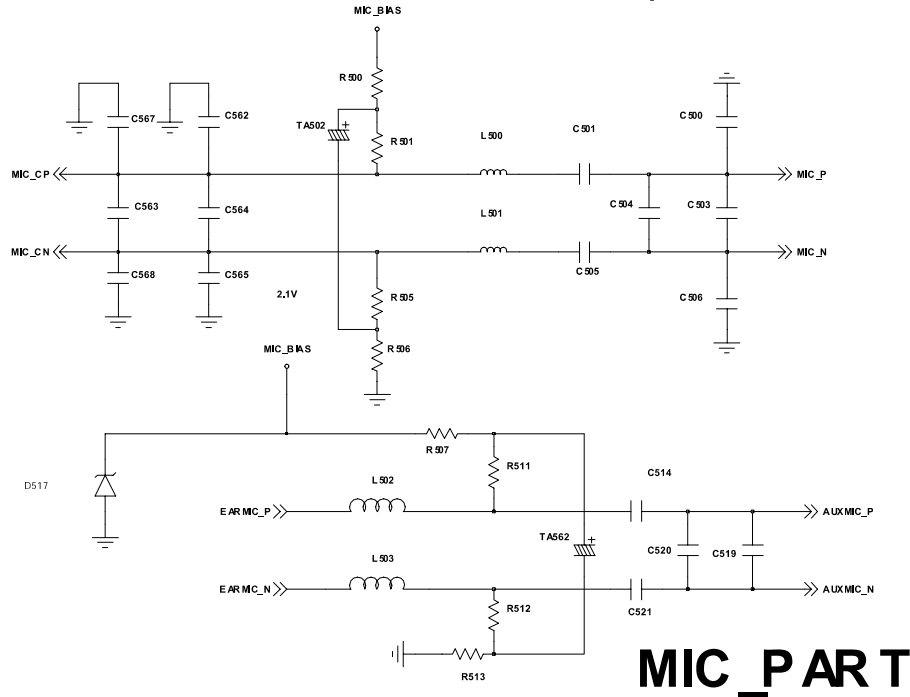 MIC_BIAS
R500
C567
C562
TA502
+
R501
L500
C501
C500
MIC_CP
MIC_P
C563
C564
L501
C504
C503
MIC_CN
MIC_N
C568
C565
C505
2.1V
R505
C506
MIC_BIAS
R506
R507
R511
D517
L502
C514
EARMIC_P
AUXMIC_P
TA562
+
C520
C519
L503
EARMIC_N
AUXMIC_N
R512
C521
R513
MIC_PART